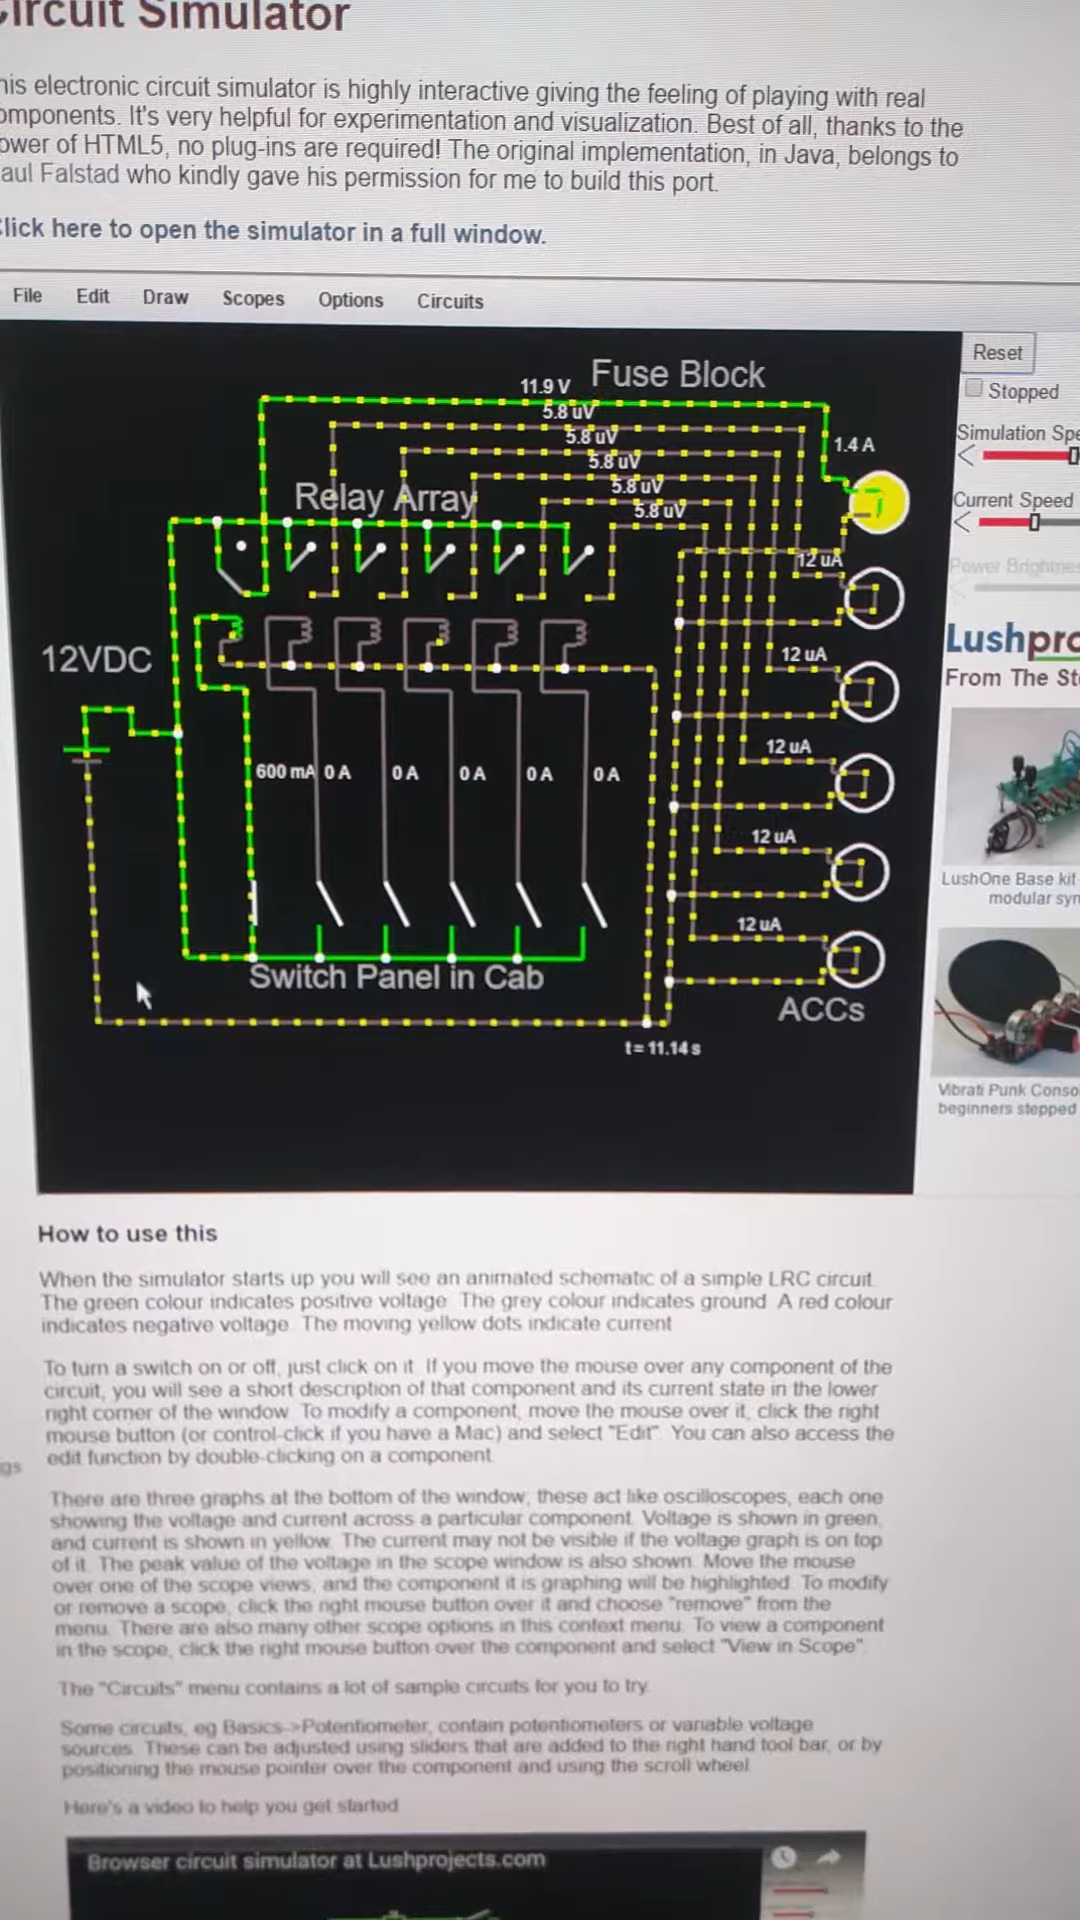 Circuit Simulator
his electronic circuit simulator is highly interactive giving the feeling of playing with real
omponents. It's very helpful for experimentation and visualization. Best of all, thanks to the
ower of HTML5, no plug-ins are required! The original implementation, in Java, belongs to
aul Falstad who kindly gave his permission for me to build this port.
lick here to open the simulator in a full window.
File Edit Draw Scopes Options Circuits
Reset
Stopped
Simulation Spe
Current Speed
Power Brightnes
Fuse Block
11.9 V
5.8 uV
5.8 uV
5.8 uV
5.8 uV
5.8 uV
1.4 A
Relay Array
12 uA
12VDC
12 uA
12 uA
600 mA 0 A 0 A 0 A 0 A 0 A
12 uA
12 uA
Switch Panel in Cab
ACCs
t= 11.14 s
Lushpro
From The Sto
LushOne Base kit
modular syn
Vibrati Punk Conso
beginners stepped
How to use this
When the simulator starts up you will see an animated schematic of a simple LRC circuit.
The green colour indicates positive voltage. The grey colour indicates ground. A red colour
indicates negative voltage. The moving yellow dots indicate current.
To turn a switch on or off, just click on it. If you move the mouse over any component of the
circuit, you will see a short description of that component and its current state in the lower
right corner of the window. To modify a component, move the mouse over it, click the right
mouse button (or control-click if you have a Mac) and select "Edit". You can also access the
edit function by double-clicking on a component.
gs
There are three graphs at the bottom of the window; these act like oscilloscopes, each one
showing the voltage and current across a particular component. Voltage is shown in green,
and current is shown in yellow. The current may not be visible if the voltage graph is on top
of it. The peak value of the voltage in the scope window is also shown. Move the mouse
over one of the scope views, and the component it is graphing will be highlighted. To modify
or remove a scope, click the right mouse button over it and choose "remove" from the
menu. There are also many other scope options in this context menu. To view a component
in the scope, click the right mouse button over the component and select "View in Scope".
The "Circuits" menu contains a lot of sample circuits for you to try.
Some circuits, eg Basics->Potentiometer, contain potentiometers or variable voltage
sources. These can be adjusted using sliders that are added to the right hand tool bar, or by
positioning the mouse pointer over the component and using the scroll wheel.
Here's a video to help you get started
Browser circuit simulator at Lushprojects.com